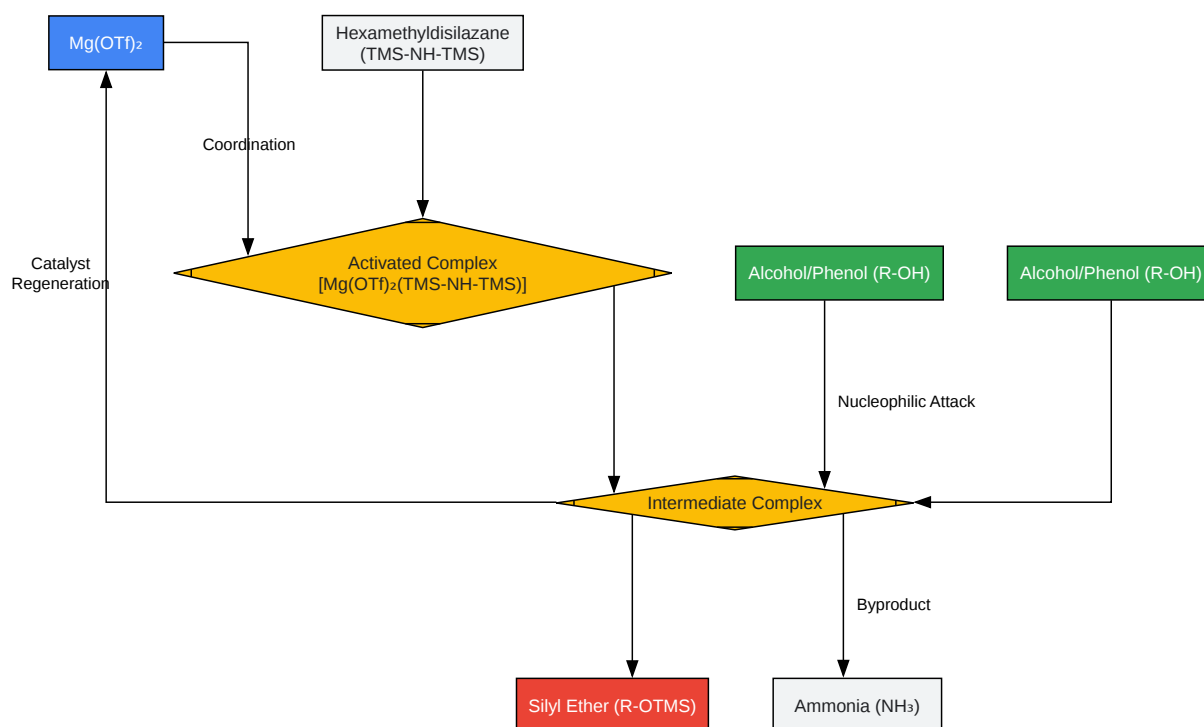 Mg(OTf)₂
Hexamethyldisilazane
(TMS-NH-TMS)
Coordination
Catalyst
Regeneration
Activated Complex
[Mg(OTf)₂(TMS-NH-TMS)]
Alcohol/Phenol (R-OH)
Alcohol/Phenol (R-OH)
Nucleophilic Attack
Intermediate Complex
Byproduct
Silyl Ether (R-OTMS)
Ammonia (NH₃)